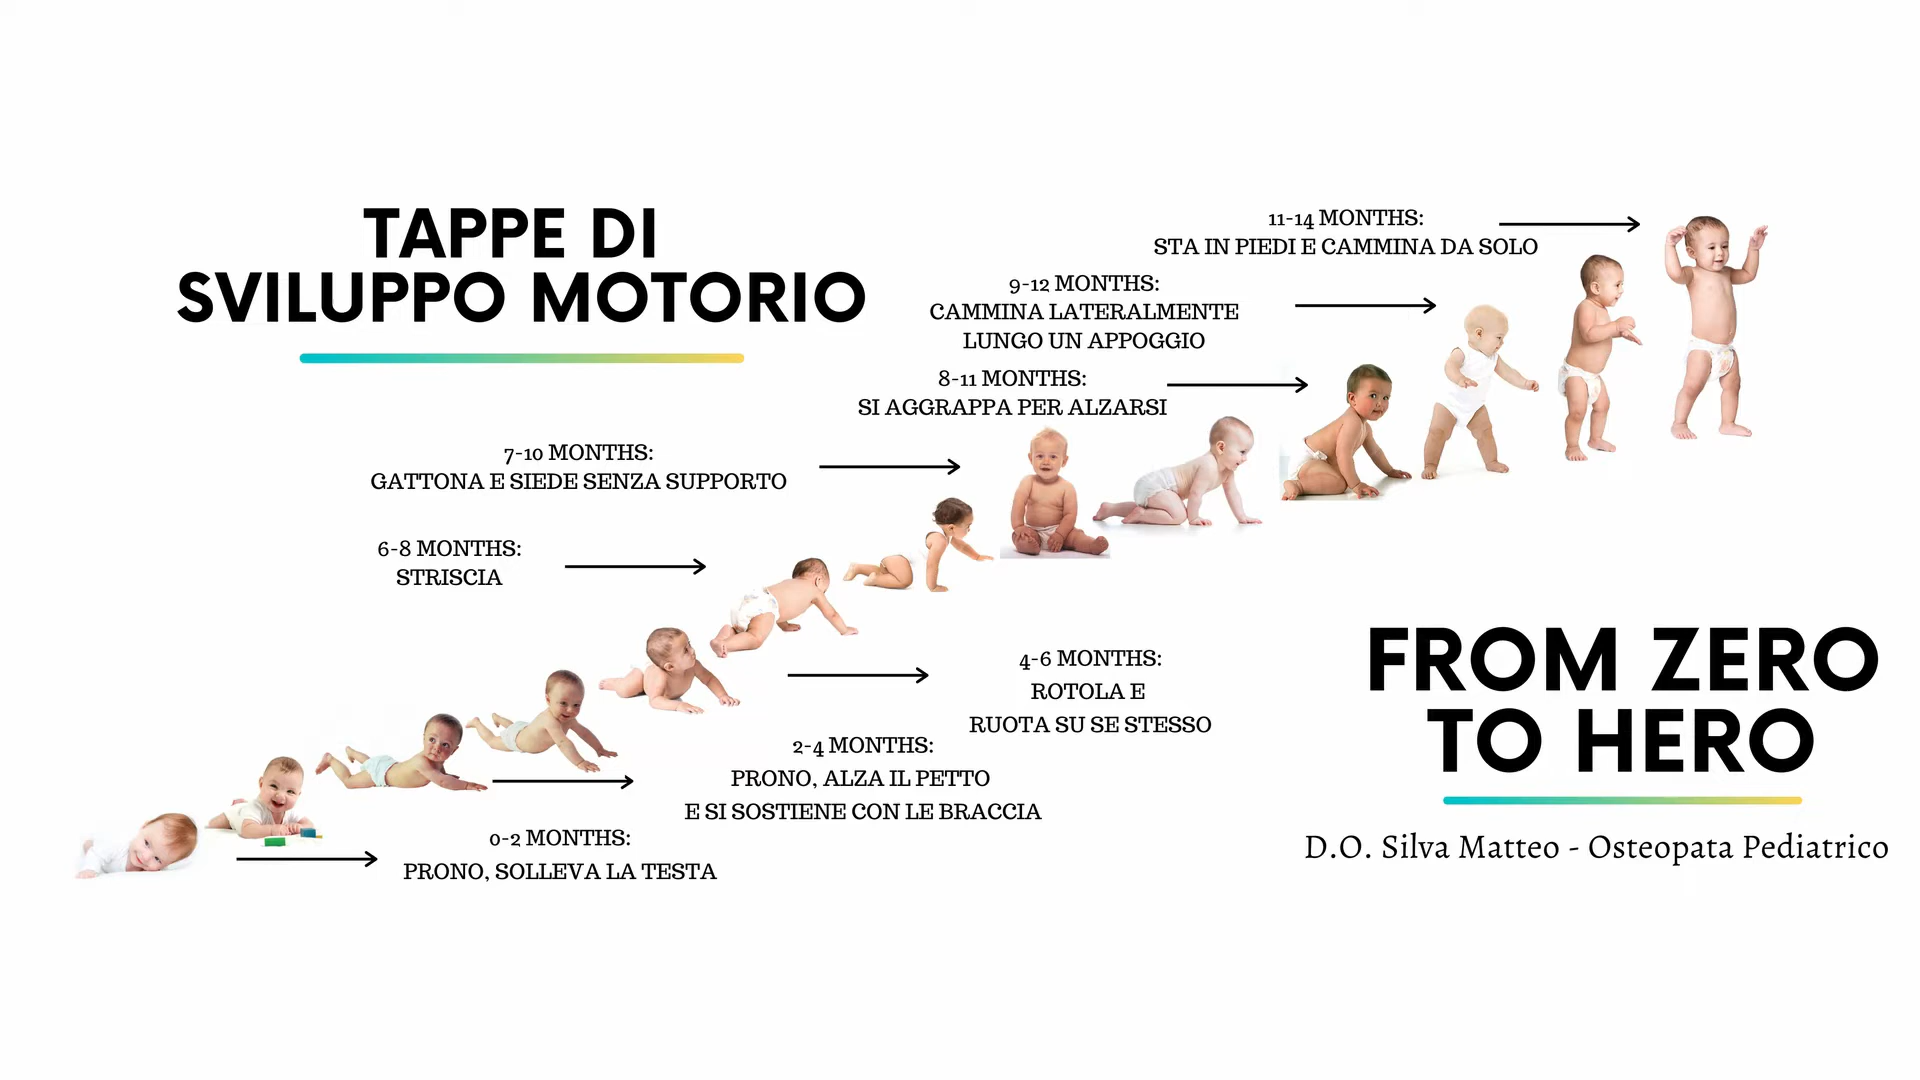 TAPPE DI
SVILUPPO MOTORIO
11-14 MONTHS:
STA IN PIEDI E CAMMINA DA SOLO
9-12 MONTHS:
CAMMINA LATERALMENTE
LUNGO UN APPOGGIO
8-11 MONTHS:
SI AGGRAPPA PER ALZARSI
7-10 MONTHS:
GATTONA E SIEDE SENZA SUPPORTO
6-8 MONTHS:
STRISCIA
4-6 MONTHS:
ROTOLA E
RUOTA SU SE STESSO
2-4 MONTHS:
PRONO, ALZA IL PETTO
E SI SOSTIENE CON LE BRACCIA
0-2 MONTHS:
PRONO, SOLLEVA LA TESTA
FROM ZERO
TO HERO
D.O. Silva Matteo - Osteopata Pediatrico